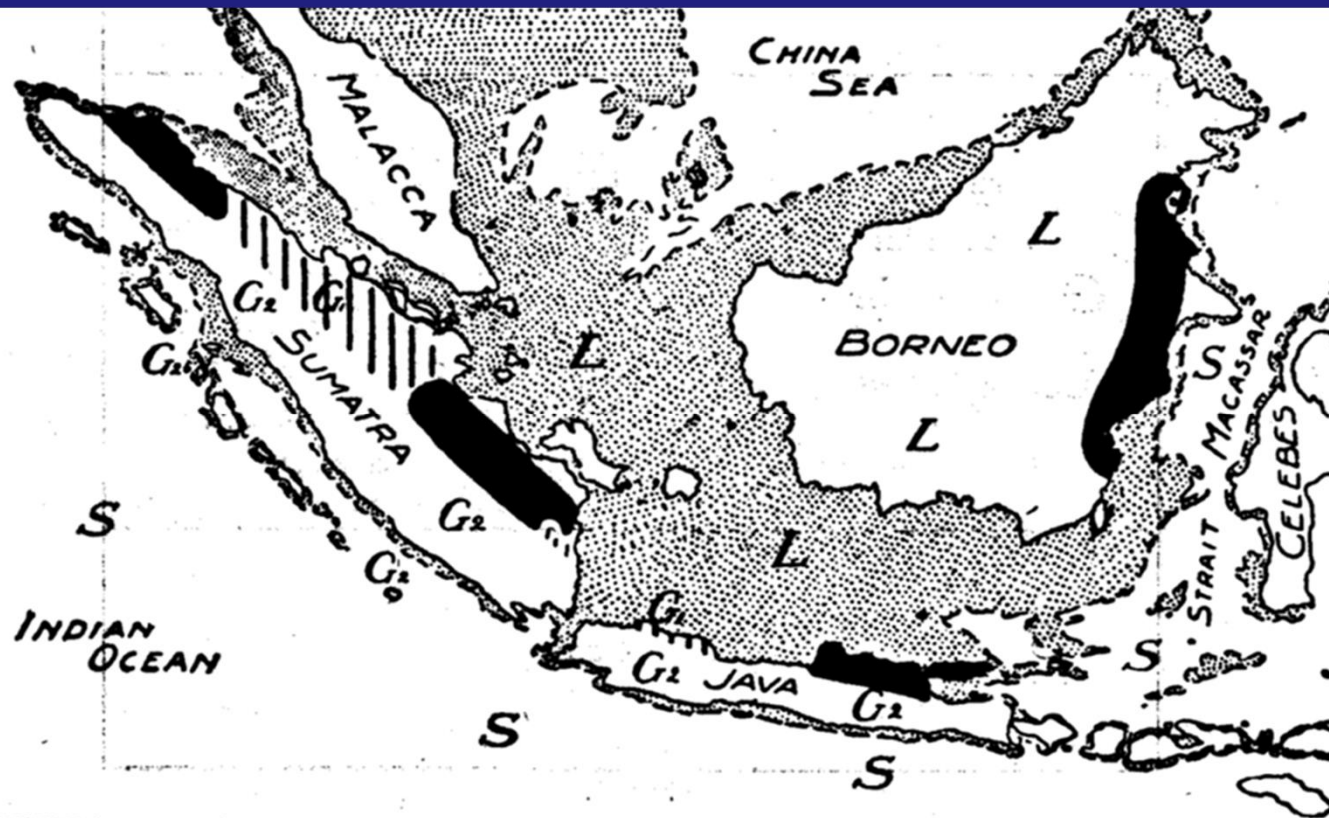 CHINA
SEA
MALACCA
L
G2
G1
SUMATRA
L
BORNEO
S
MACASSAR
G2
L
CELEBES
S
G2
G2
L
STRAIT
INDIAN
OCEAN
G1
G2
JAVA
G2
S
S
S